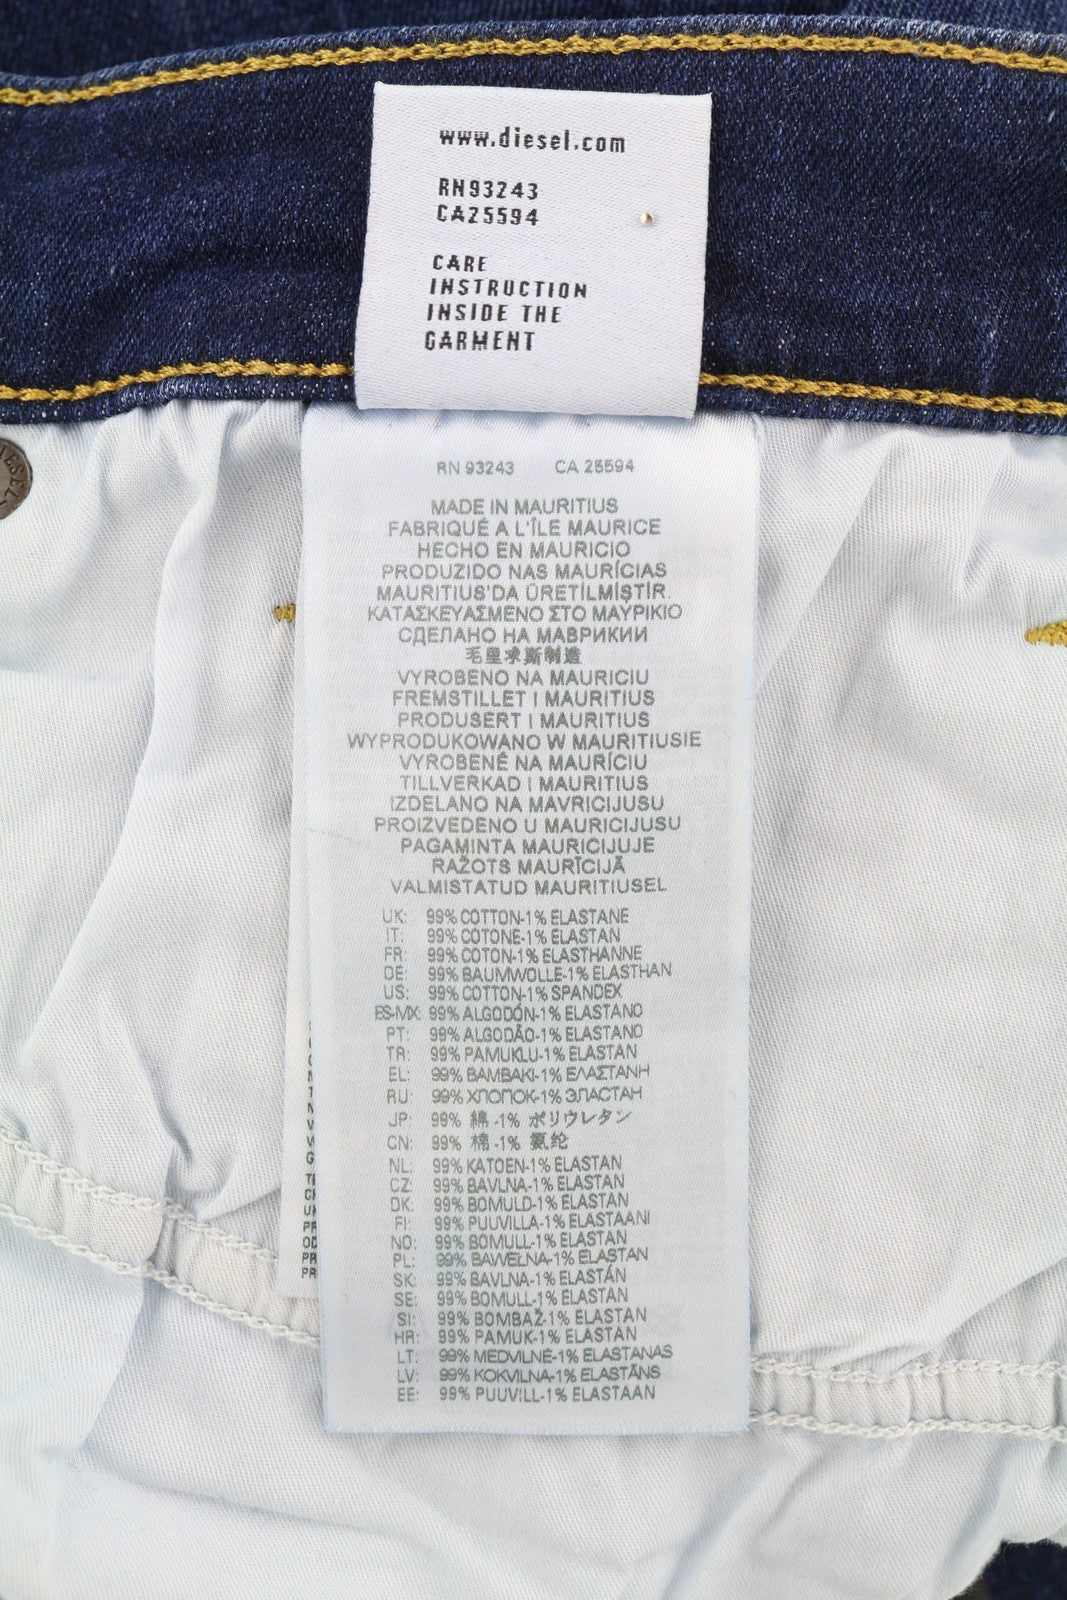 www.diesel.com
RN93243
CA25594
CARE
INSTRUCTION
INSIDE THE
GARMENT
RN 93243 CA 25594
MADE IN MAURITIUS
FABRIQUÉ A L'ÎLE MAURICE
HECHO EN MAURICIO
PRODUZIDO NAS MAURÍCIAS
MAURITIUS'DA ÜRETİLMİŞTİR.
ΚΑΤΑΣΚΕΥΑΣΜΕΝΟ ΣΤΟ ΜΑΥΡΙΚΙΟ
СДЕЛАНО НА МАВРИКИИ
毛里求斯制造
VYROBENO NA MAURICIU
FREMSTILLET I MAURITIUS
PRODUSERT I MAURITIUS
WYPRODUKOWANO W MAURITIUSIE
VYROBENÉ NA MAURÍCIU
TILLVERKAD I MAURITIUS
IZDELANO NA MAVRICIJUSU
PROIZVEDENO U MAURICIJUSU
PAGAMINTA MAURICIJUJE
RAŽOTS MAURĪCIJĀ
VALMISTATUD MAURITIUSEL
UK: 99% COTTON-1% ELASTANE
IT: 99% COTONE-1% ELASTAN
FR: 99% COTON-1% ELASTHANNE
DE: 99% BAUMWOLLE-1% ELASTHAN
US: 99% COTTON-1% SPANDEX
ES-MX: 99% ALGODÓN-1% ELASTANO
PT: 99% ALGODÃO-1% ELASTANO
TR: 99% PAMUKLU-1% ELASTAN
EL: 99% ΒΑΜΒΑΚΙ-1% ΕΛΑΣΤΑΝΗ
RU: 99% ХЛОПОК-1% ЭЛАСТАН
JP: 99% 綿 -1% ポリウレタン
CN: 99% 棉 -1% 氨纶
NL: 99% KATOEN-1% ELASTAN
CZ: 99% BAVLNA-1% ELASTAN
DK: 99% BOMULD-1% ELASTAN
FI: 99% PUUVILLA-1% ELASTAANI
NO: 99% BOMULL-1% ELASTAN
PL: 99% BAWEŁNA-1% ELASTAN
SK: 99% BAVLNA-1% ELASTÁN
SE: 99% BOMULL-1% ELASTAN
SI: 99% BOMBAŽ-1% ELASTAN
HR: 99% PAMUK-1% ELASTAN
LT: 99% MEDVILNĖ-1% ELASTANAS
LV: 99% KOKVILNA-1% ELASTĀNS
EE: 99% PUUVILL-1% ELASTAAN